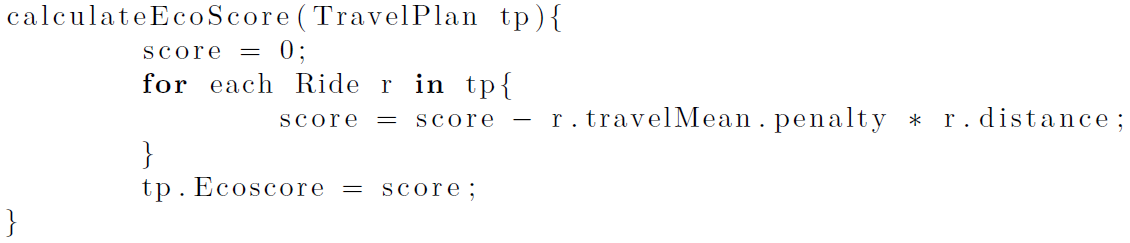 calculateEcoScore(TravelPlan tp){
score = 0;
for each Ride r in tp{
score = score − r.travelMean.penalty * r.distance;
}
tp.Ecoscore = score;
}